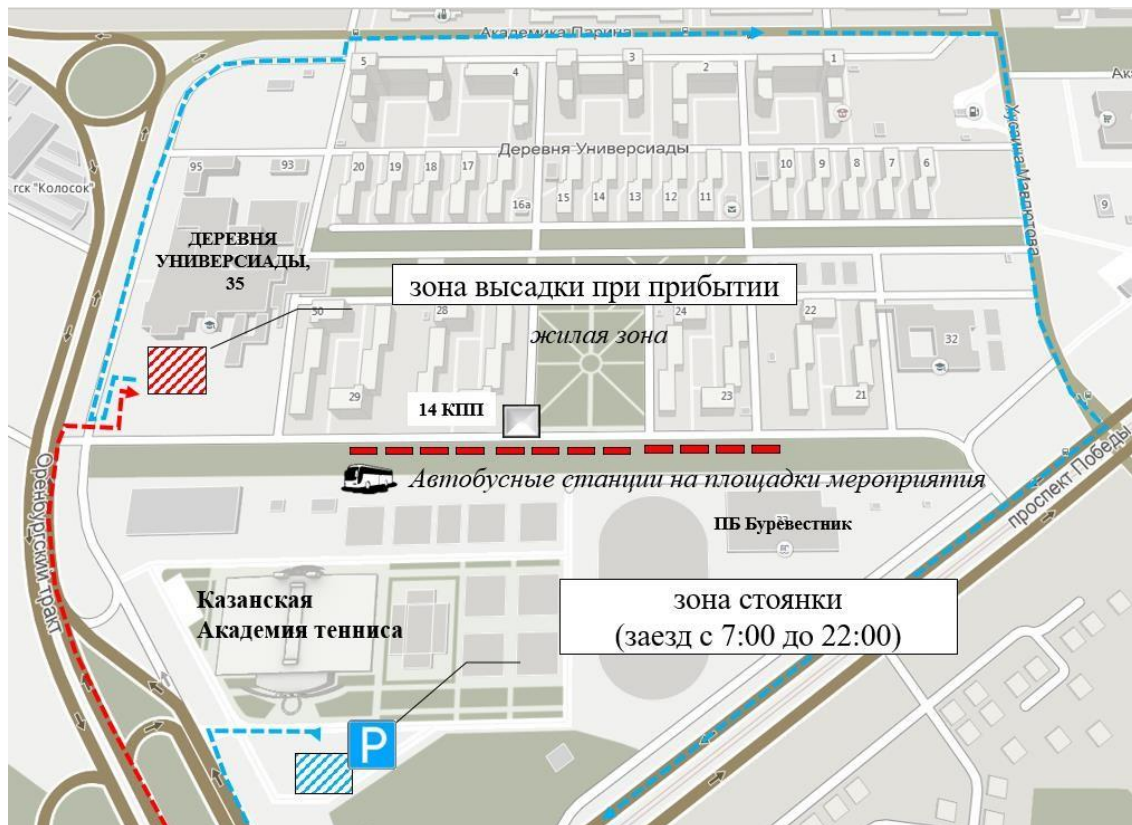 Академика Парина
5
4
3
2
1
Ака
Деревня Универсиады
гск "Колосок"
95
93
20
19
18
17
16а
15
14
13
12
11
10
9
8
7
6
Хусаина Мавлютова
9
ДЕРЕВНЯ
УНИВЕРСИАДЫ,
35
зона высадки при прибытии
30
28
жилая зона
24
22
32
29
14 КПП
23
21
Оренбургский тракт
Автобусные станции на площадки мероприятия
проспект Победы
ПБ Буревестник
Казанская
Академия тенниса
зона стоянки
(заезд с 7:00 до 22:00)
P